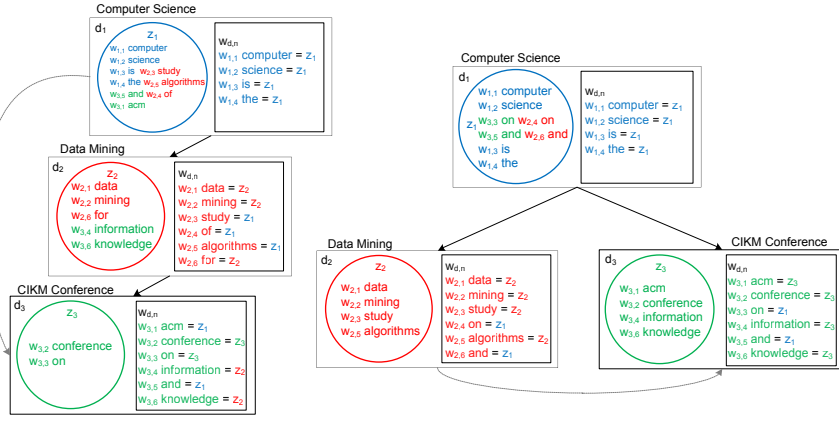 Computer Science
d1
z1
w1,1 computer
w1,2 science
w1,3 is w2,3 study
w1,4 the w2,5 algorithms
w3,5 and w2,4 of
w3,1 acm
wd,n
w1,1 computer = z1
w1,2 science = z1
w1,3 is = z1
w1,4 the = z1
Data Mining
d2
z2
w2,1 data
w2,2 mining
w2,6 for
w3,4 information
w3,6 knowledge
wd,n
w2,1 data = z2
w2,2 mining = z2
w2,3 study = z1
w2,4 of = z1
w2,5 algorithms = z1
w2,6 for = z2
CIKM Conference
d3
z3
w3,2 conference
w3,3 on
wd,n
w3,1 acm = z1
w3,2 conference = z3
w3,3 on = z3
w3,4 information = z2
w3,5 and = z1
w3,6 knowledge = z2
Computer Science
d1
w1,1 computer
w1,2 science
z1 w3,3 on w2,4 on
w3,5 and w2,6 and
w1,3 is
w1,4 the
wd,n
w1,1 computer = z1
w1,2 science = z1
w1,3 is = z1
w1,4 the = z1
Data Mining
d2
z2
w2,1 data
w2,2 mining
w2,3 study
w2,5 algorithms
wd,n
w2,1 data = z2
w2,2 mining = z2
w2,3 study = z2
w2,4 on = z1
w2,5 algorithms = z2
w2,6 and = z1
CIKM Conference
d3
z3
w3,1 acm
w3,2 conference
w3,4 information
w3,6 knowledge
wd,n
w3,1 acm = z3
w3,2 conference = z3
w3,3 on = z1
w3,4 information = z3
w3,5 and = z1
w3,6 knowledge = z3